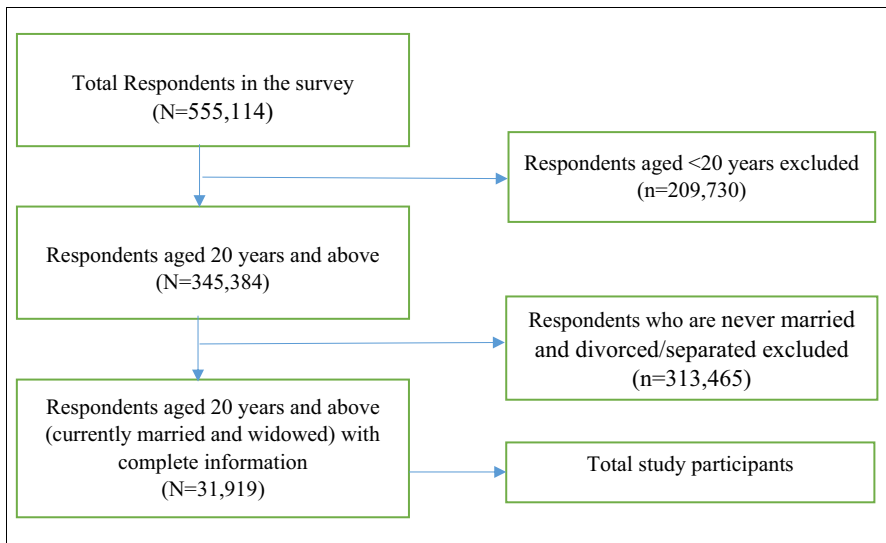 Total Respondents in the survey
(N=555,114)
Respondents aged <20 years excluded
(n=209,730)
Respondents aged 20 years and above
(N=345,384)
Respondents who are never married
and divorced/separated excluded
(n=313,465)
Respondents aged 20 years and above
(currently married and widowed) with
complete information
(N=31,919)
Total study participants